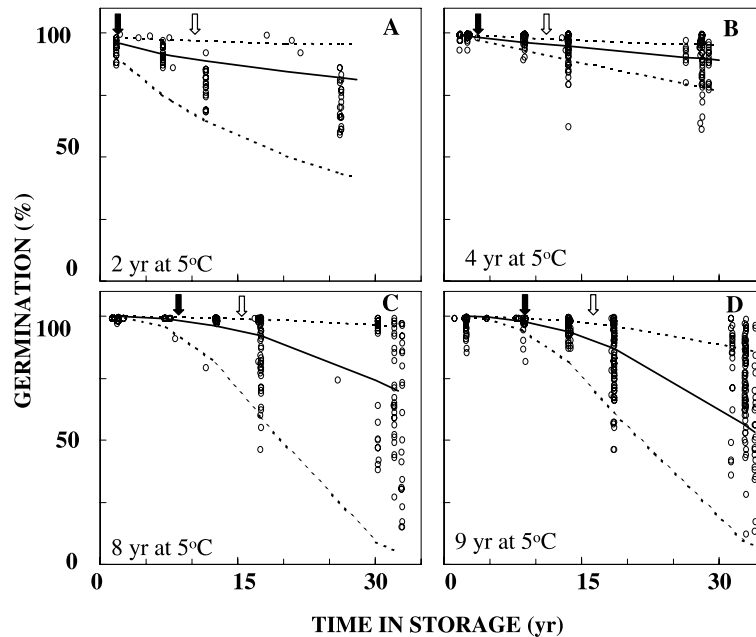 100
A
B
50
0
2 yr at 5°C
4 yr at 5°C
GERMINATION (%)
100
C
D
50
0
8 yr at 5°C
9 yr at 5°C
0
15
30
0
15
30
TIME IN STORAGE (yr)